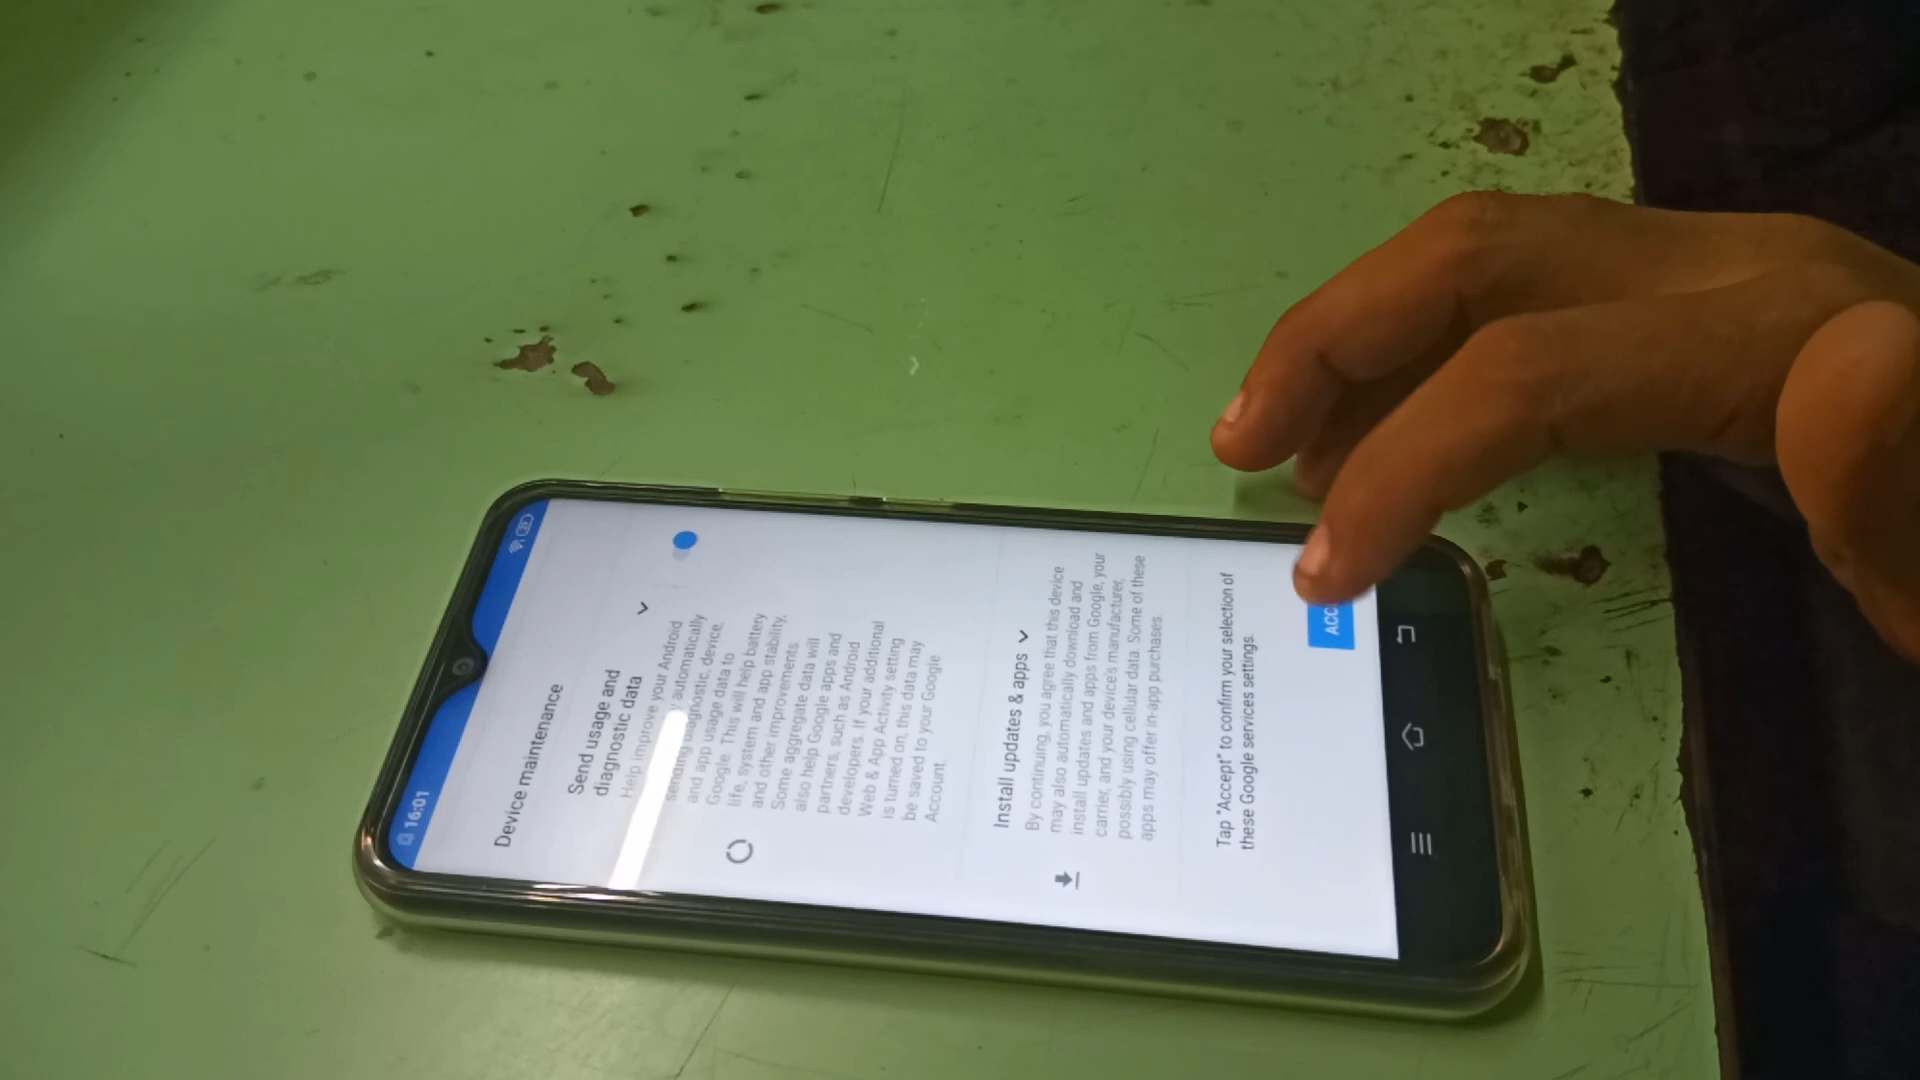 16:01
Device maintenance
Send usage and
diagnostic data
Help improve your Android
sending diagnostic, device,
automatically
and app usage data to
Google. This will help battery
life, system and app stability,
and other improvements.
Some aggregate data will
also help Google apps and
partners, such as Android
developers. If your additional
Web & App Activity setting
is turned on, this data may
be saved to your Google
Account.
Install updates & apps
By continuing, you agree that this device
may also automatically download and
install updates and apps from Google, your
carrier, and your device's manufacturer,
possibly using cellular data. Some of these
apps may offer in-app purchases.
Tap "Accept" to confirm your selection of
these Google services settings.
ACC